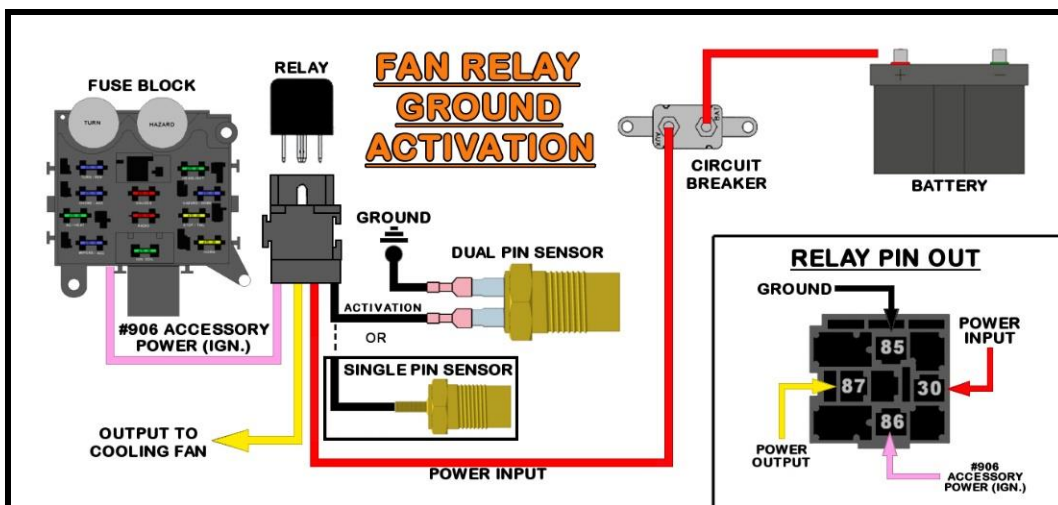 FAN RELAY
GROUND
ACTIVATION
FUSE BLOCK
TURN
HAZARD
RELAY
GROUND
DUAL PIN SENSOR
ACTIVATION
OR
SINGLE PIN SENSOR
#906 ACCESSORY
POWER (IGN.)
OUTPUT TO
COOLING FAN
POWER INPUT
AUX
BAT
CIRCUIT
BREAKER
+
−
BATTERY
RELAY PIN OUT
GROUND
POWER
INPUT
85
87
30
86
POWER
OUTPUT
#906
ACCESSORY
POWER (IGN.)